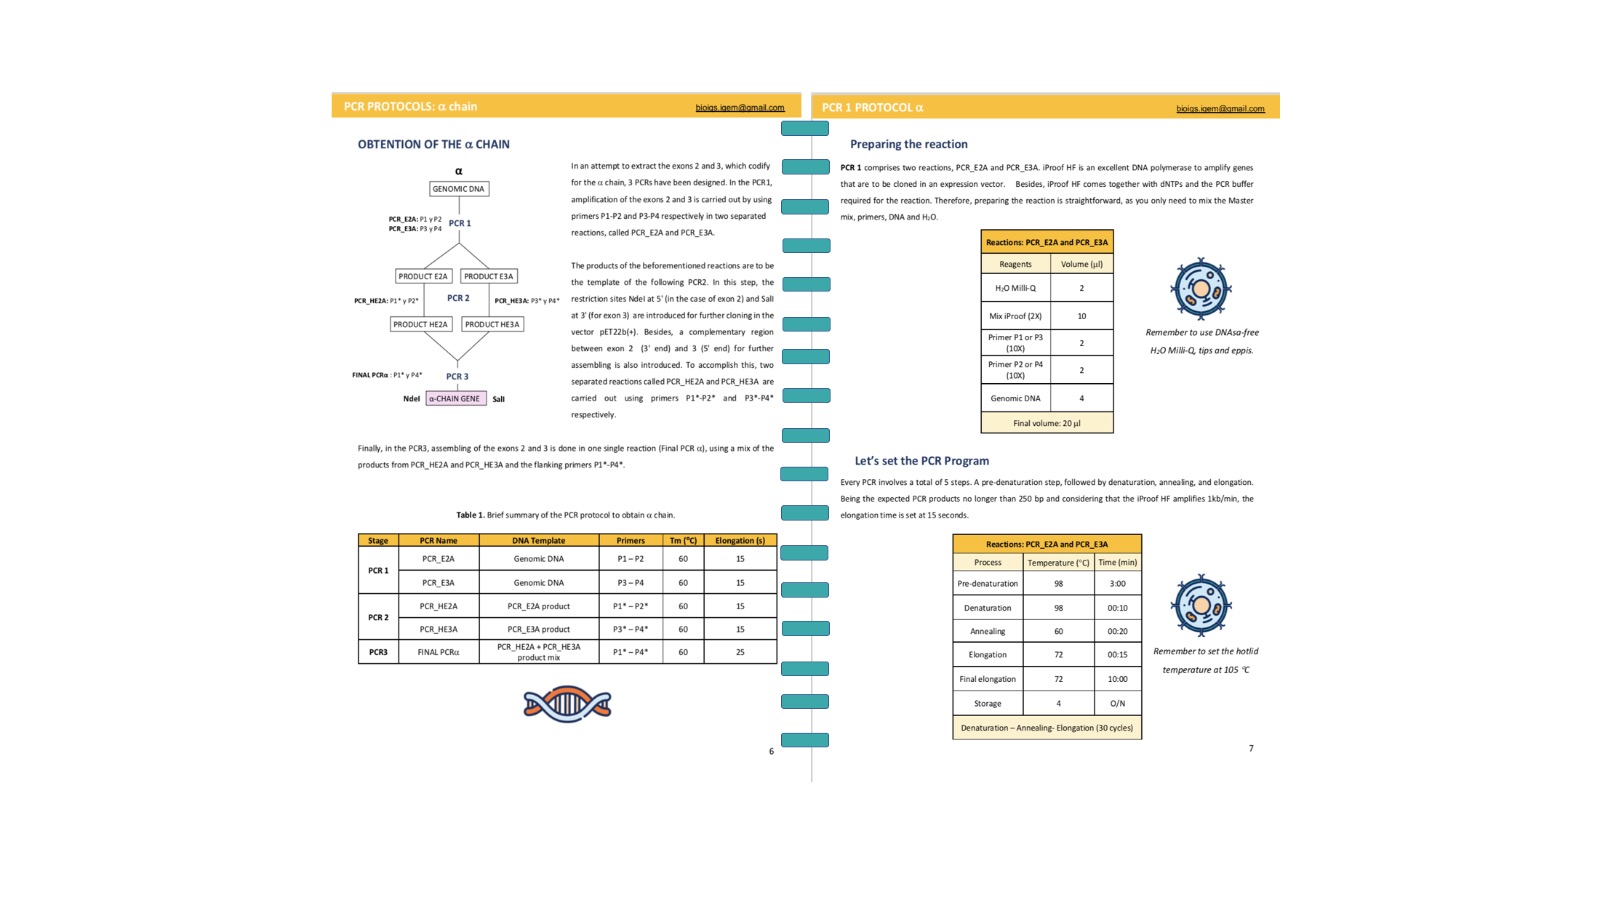 PCR PROTOCOLS: α chain
bioiqs.igem@gmail.com
OBTENTION OF THE α CHAIN
α
GENOMIC DNA
PCR_E2A: P1 y P2
PCR_E3A: P3 y P4
PCR 1
PRODUCT E2A
PRODUCT E3A
PCR_HE2A: P1* y P2*
PCR 2
PCR_HE3A: P3* y P4*
PRODUCT HE2A
PRODUCT HE3A
FINAL PCRα : P1* y P4*
PCR 3
NdeI
α-CHAIN GENE
SalI
In an attempt to extract the exons 2 and 3, which codify
for the α chain, 3 PCRs have been designed. In the PCR1,
amplification of the exons 2 and 3 is carried out by using
primers P1-P2 and P3-P4 respectively in two separated
reactions, called PCR_E2A and PCR_E3A.
The products of the beforementioned reactions are to be
the template of the following PCR2. In this step, the
restriction sites NdeI at 5' (in the case of exon 2) and SalI
at 3' (for exon 3) are introduced for further cloning in the
vector pET22b(+). Besides, a complementary region
between exon 2 (3' end) and 3 (5' end) for further
assembling is also introduced. To accomplish this, two
separated reactions called PCR_HE2A and PCR_HE3A are
carried out using primers P1*-P2* and P3*-P4*
respectively.
Finally, in the PCR3, assembling of the exons 2 and 3 is done in one single reaction (Final PCR α), using a mix of the
products from PCR_HE2A and PCR_HE3A and the flanking primers P1*-P4*.
Table 1. Brief summary of the PCR protocol to obtain α chain.
Stage PCR Name DNA Template Primers Tm (°C) Elongation (s)
PCR 1
PCR_E2A Genomic DNA P1 – P2 60 15
PCR_E3A Genomic DNA P3 – P4 60 15
PCR 2
PCR_HE2A PCR_E2A product P1* – P2* 60 15
PCR_HE3A PCR_E3A product P3* – P4* 60 15
PCR3 FINAL PCRα PCR_HE2A + PCR_HE3A
product mix P1* – P4* 60 25
6
PCR 1 PROTOCOL α
bioiqs.igem@gmail.com
Preparing the reaction
PCR 1 comprises two reactions, PCR_E2A and PCR_E3A. iProof HF is an excellent DNA polymerase to amplify genes
that are to be cloned in an expression vector. Besides, iProof HF comes together with dNTPs and the PCR buffer
required for the reaction. Therefore, preparing the reaction is straightforward, as you only need to mix the Master
mix, primers, DNA and H₂O.
Reactions: PCR_E2A and PCR_E3A
Reagents Volume (μl)
H₂O Milli-Q 2
Mix iProof (2X) 10
Primer P1 or P3
(10X) 2
Primer P2 or P4
(10X) 2
Genomic DNA 4
Final volume: 20 μl
Remember to use DNAsa-free
H₂O Milli-Q, tips and eppis.
Let's set the PCR Program
Every PCR involves a total of 5 steps. A pre-denaturation step, followed by denaturation, annealing, and elongation.
Being the expected PCR products no longer than 250 bp and considering that the iProof HF amplifies 1kb/min, the
elongation time is set at 15 seconds.
Reactions: PCR_E2A and PCR_E3A
Process Temperature (°C) Time (min)
Pre-denaturation 98 3:00
Denaturation 98 00:10
Annealing 60 00:20
Elongation 72 00:15
Final elongation 72 10:00
Storage 4 O/N
Denaturation – Annealing- Elongation (30 cycles)
Remember to set the hotlid
temperature at 105 °C
7